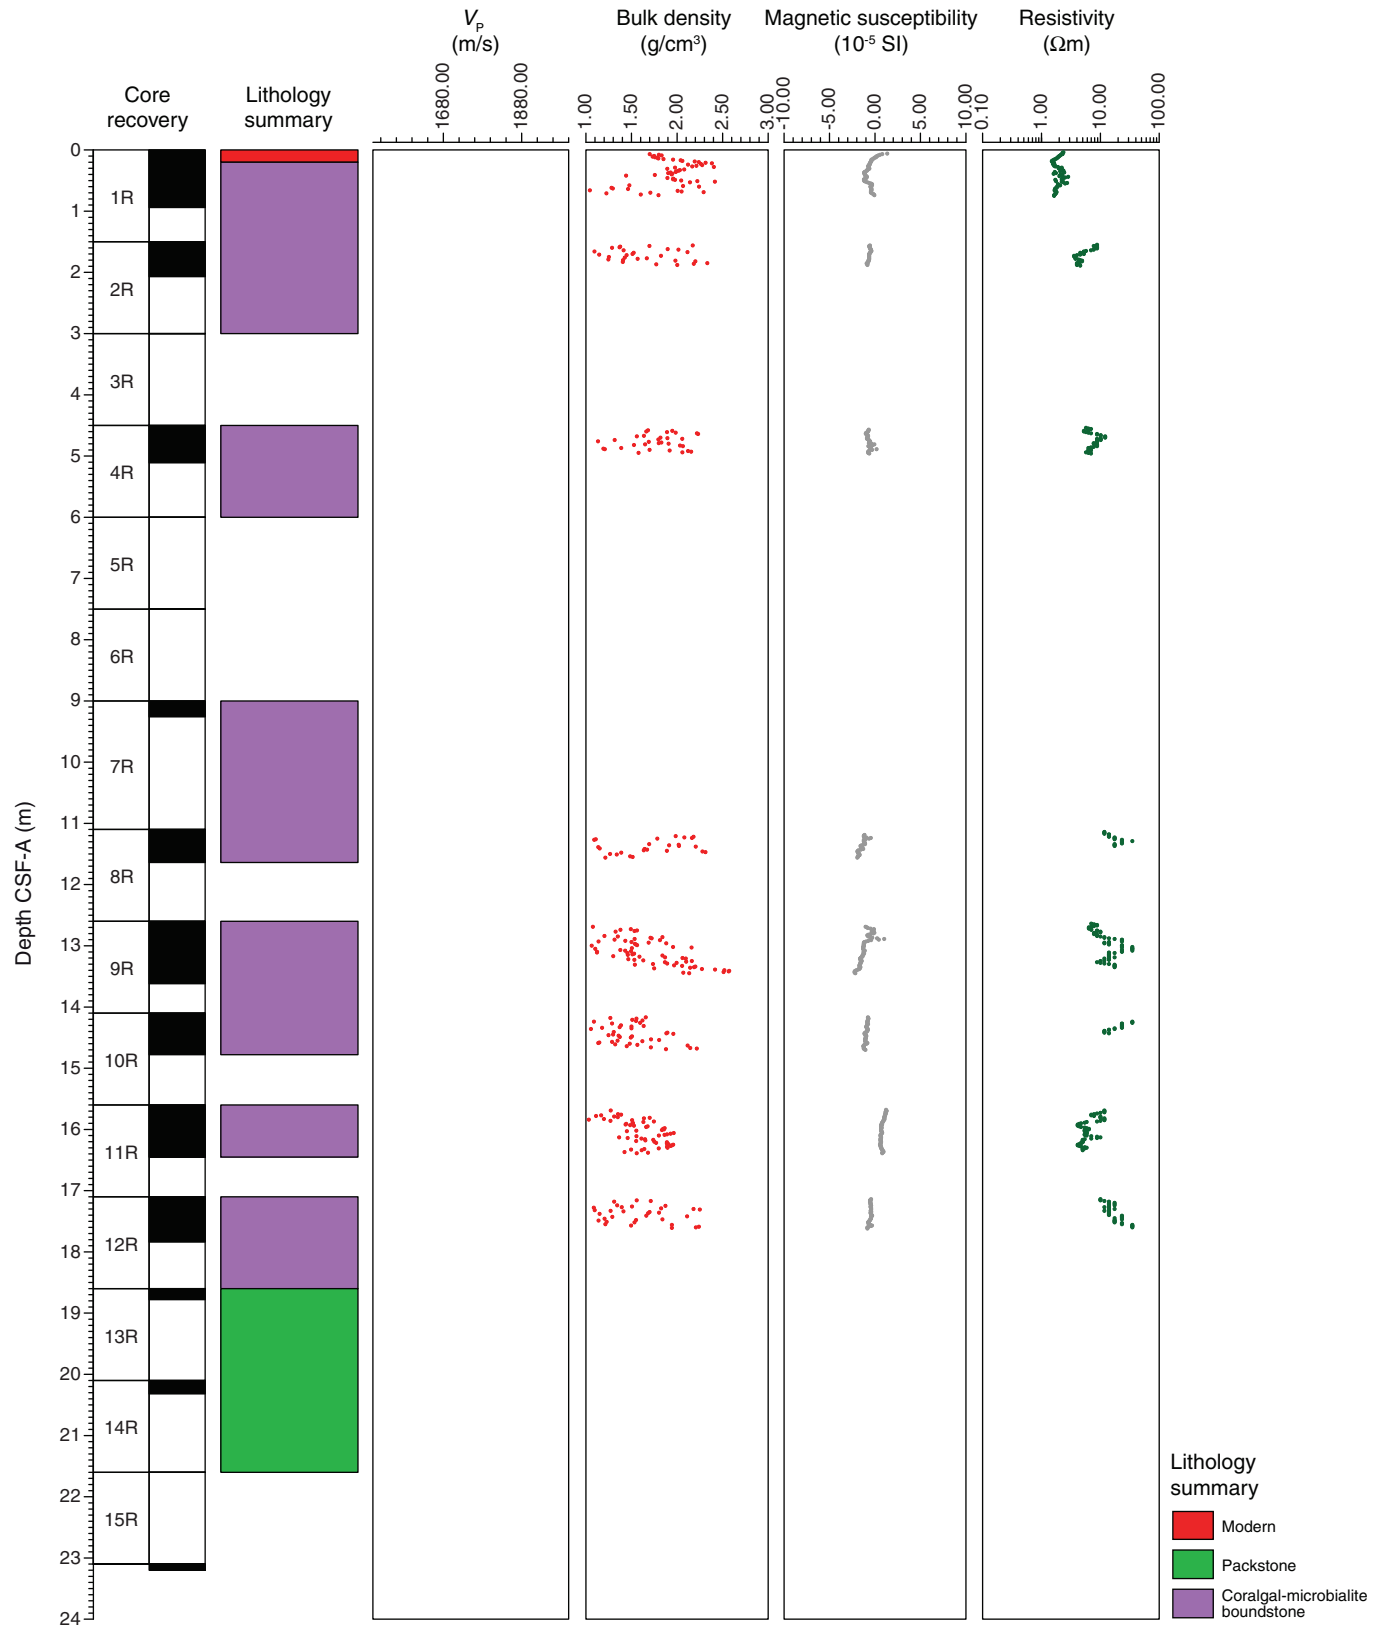 V_P
(m/s)
Bulk density
(g/cm³)
Magnetic susceptibility
(10⁻⁵ SI)
Resistivity
(Ωm)
Core
recovery
Lithology
summary
1680.00
1880.00
1.00
1.50
2.00
2.50
3.00
-10.00
-5.00
0.00
5.00
10.00
0.10
1.00
10.00
100.00
Depth CSF-A (m)
0
1
2
3
4
5
6
7
8
9
10
11
12
13
14
15
16
17
18
19
20
21
22
23
24
1R
2R
3R
4R
5R
6R
7R
8R
9R
10R
11R
12R
13R
14R
15R
Lithology
summary
Modern
Packstone
Coralgal-microbialite
boundstone